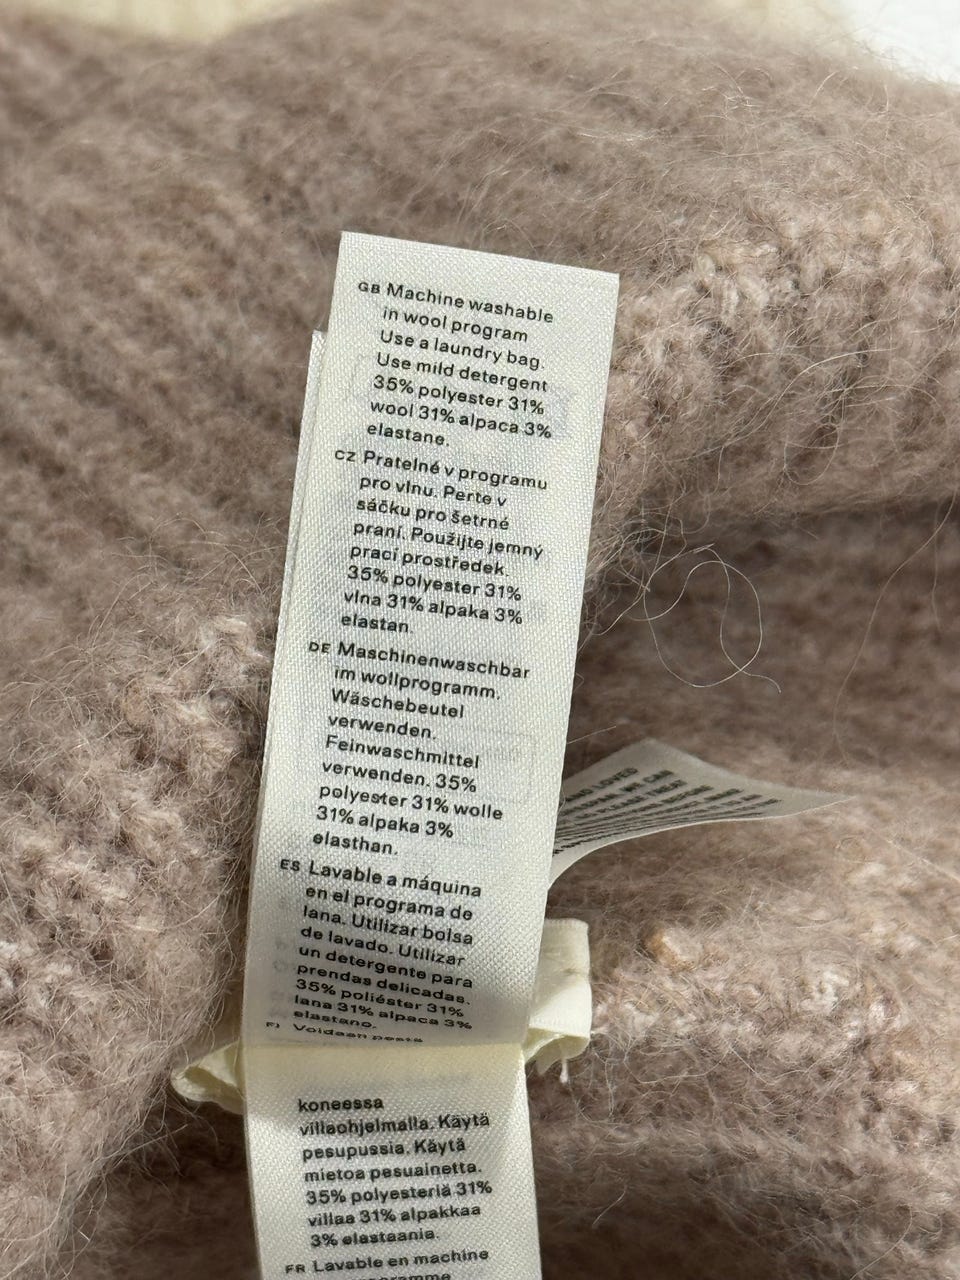 GB Machine washable
in wool program
Use a laundry bag.
Use mild detergent
35% polyester 31%
wool 31% alpaca 3%
elastane.
CZ Pratelné v programu
pro vlnu. Perte v
sáčku pro šetrné
praní. Použijte jemný
prací prostředek.
35% polyester 31%
vlna 31% alpaka 3%
elastan.
DE Maschinenwaschbar
im wollprogramm.
Wäschebeutel
verwenden.
Feinwaschmittel
verwenden. 35%
polyester 31% wolle
31% alpaka 3%
elasthan.
ES Lavable a máquina
en el programa de
lana. Utilizar bolsa
de lavado. Utilizar
un detergente para
prendas delicadas.
35% poliéster 31%
lana 31% alpaca 3%
elastano.
FI Voidaan pestä
koneessa
villaohjelmalla. Käytä
pesupussia. Käytä
mietoa pesuainetta.
35% polyesteriä 31%
villaa 31% alpakkaa
3% elastaania.
FR Lavable en machine
LOVED
CAN